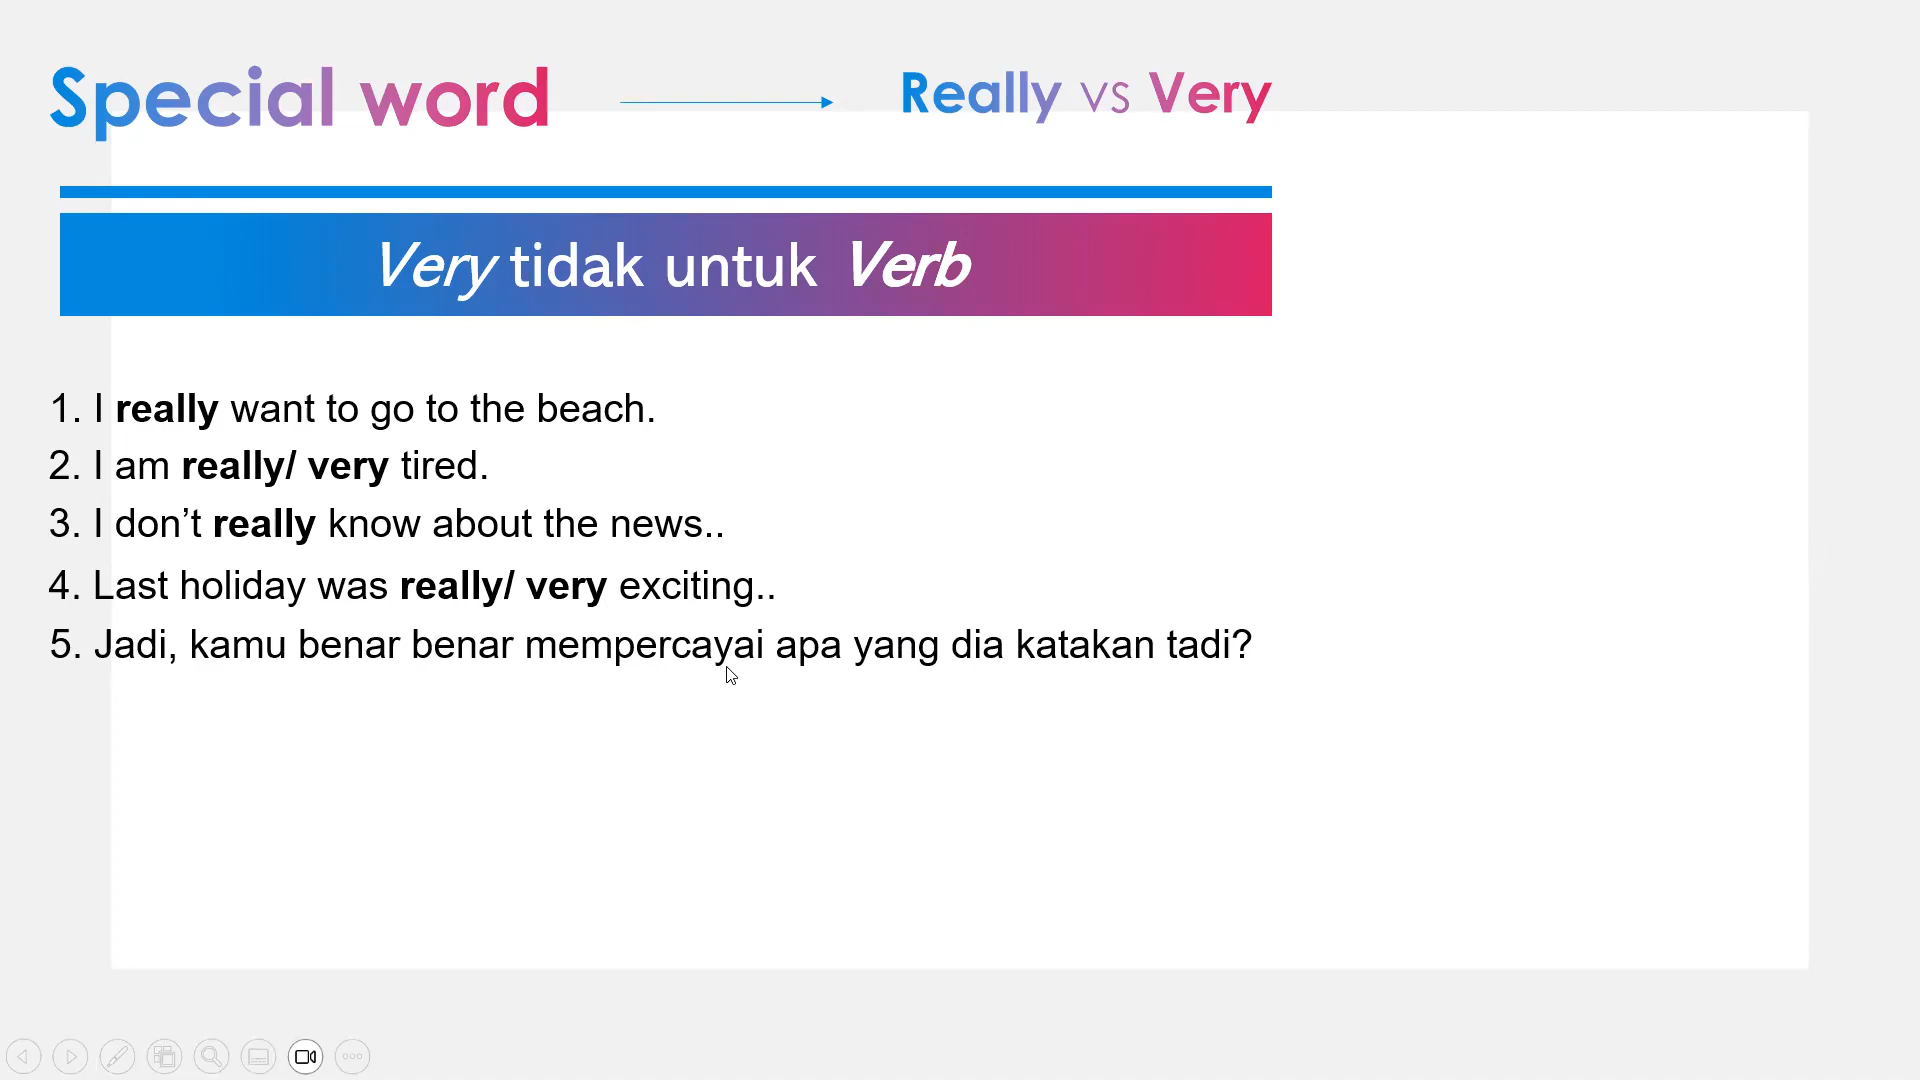 Special word
Really vs Very
Very tidak untuk Verb
1. I really want to go to the beach.
2. I am really/ very tired.
3. I don’t really know about the news..
4. Last holiday was really/ very exciting..
5. Jadi, kamu benar benar mempercayai apa yang dia katakan tadi?